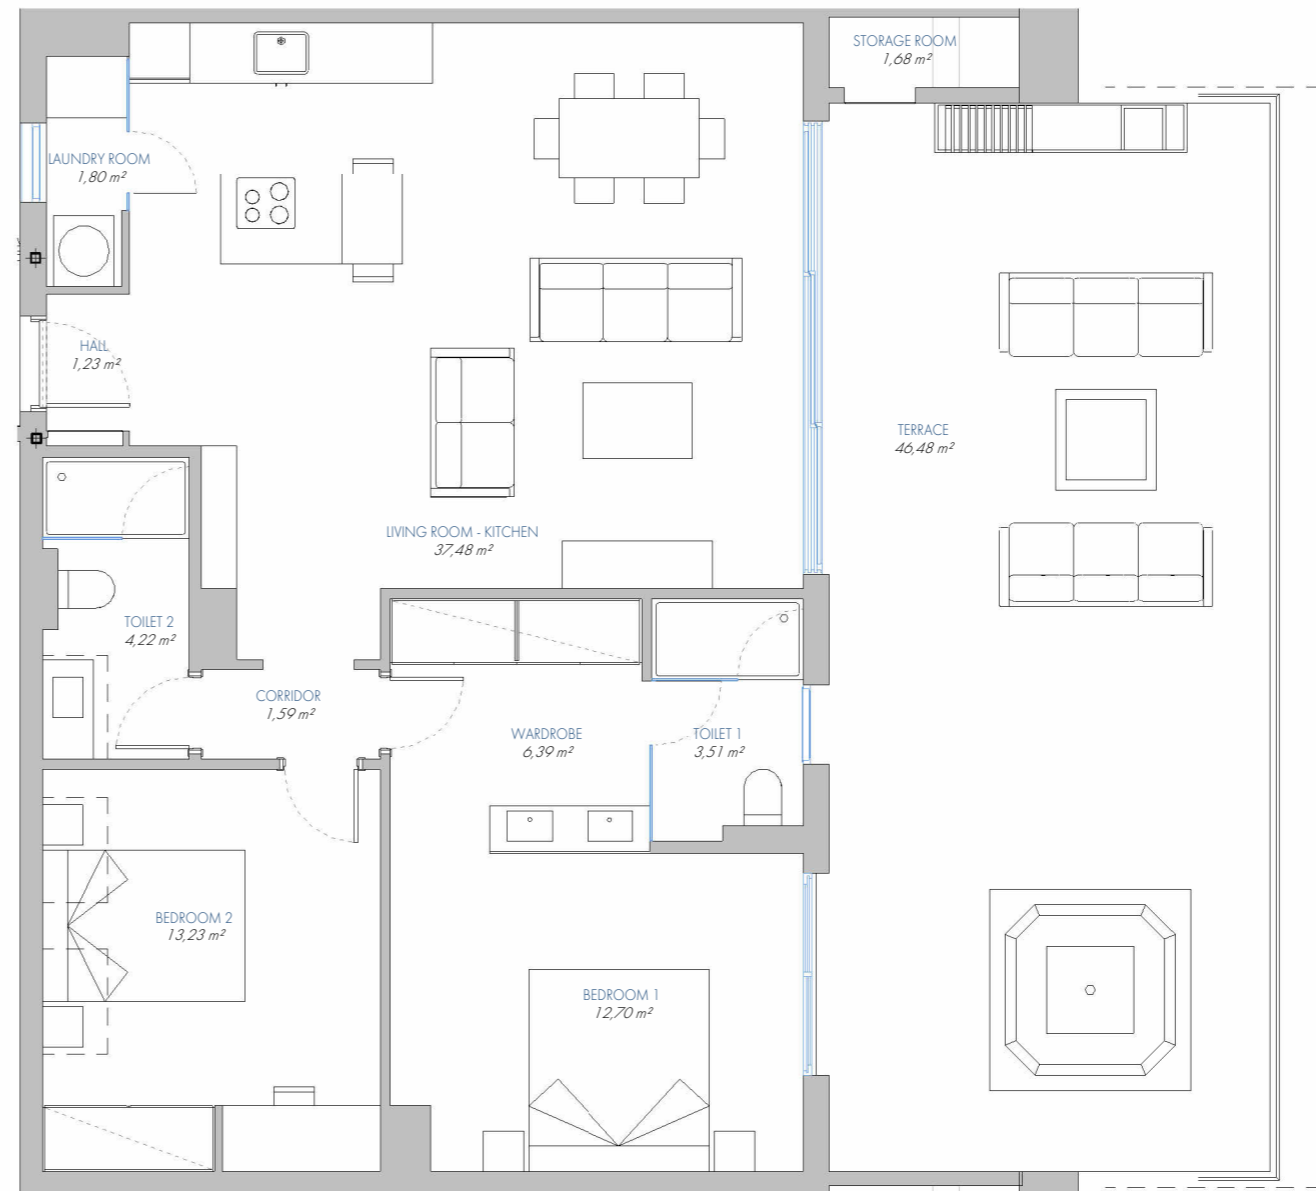 STORAGE ROOM
1,68 m²
LAUNDRY ROOM
1,80 m²
HALL
1,23 m²
TERRACE
46,48 m²
LIVING ROOM - KITCHEN
37,48 m²
TOILET 2
4,22 m²
CORRIDOR
1,59 m²
WARDROBE
6,39 m²
TOILET 1
3,51 m²
BEDROOM 2
13,23 m²
BEDROOM 1
12,70 m²